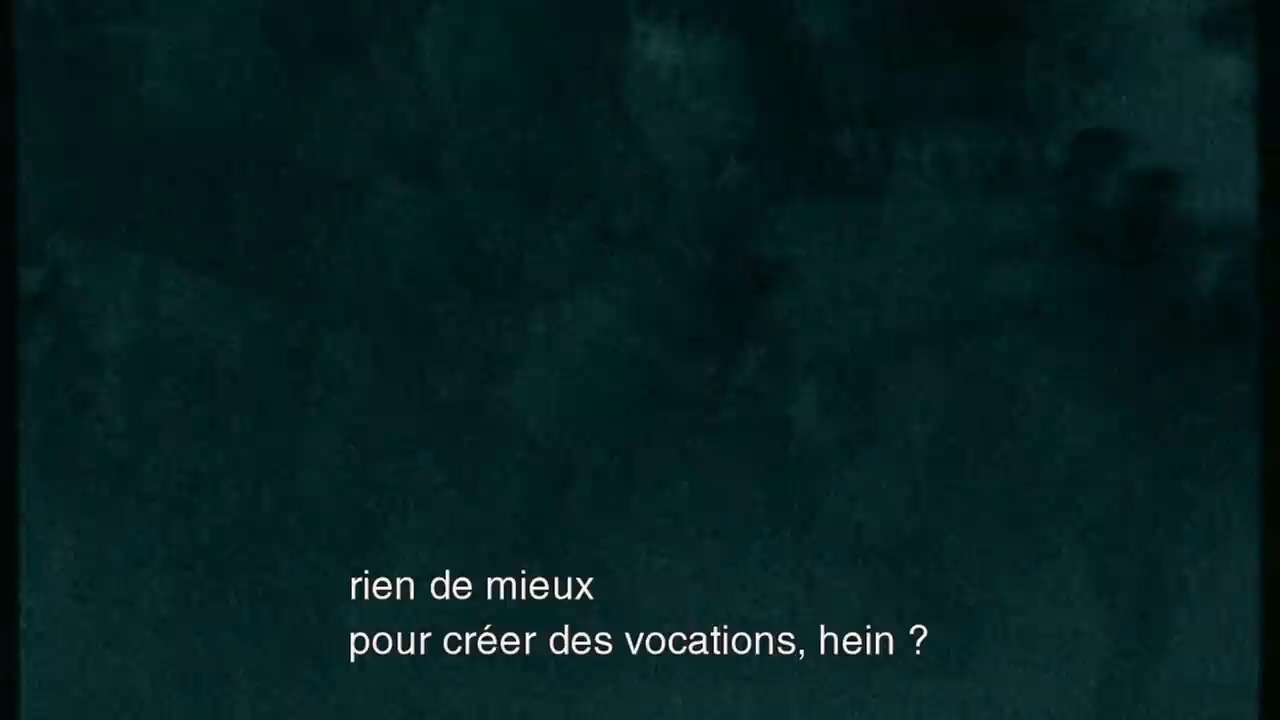 rien de mieux
pour créer des vocations, hein ?